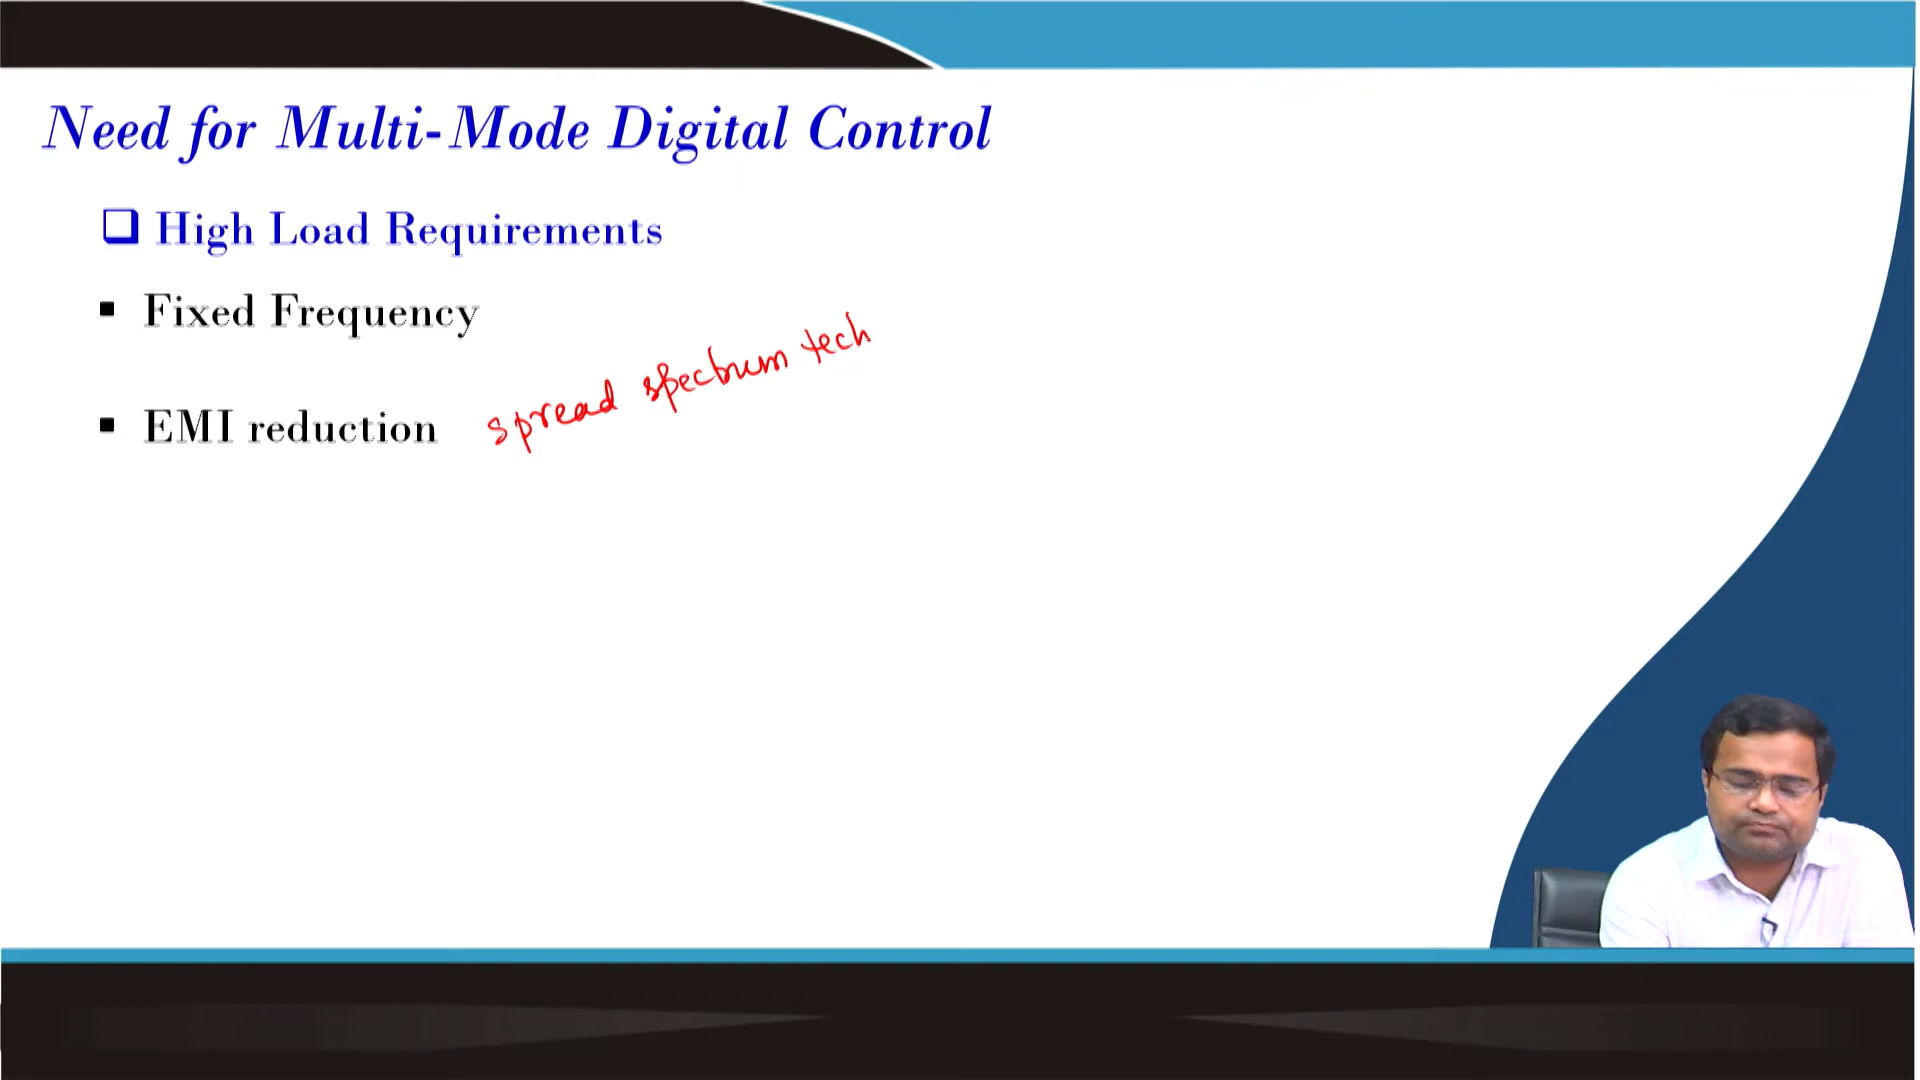 Need for Multi-Mode Digital Control
High Load Requirements
Fixed Frequency
EMI reduction
spread spectrum tech